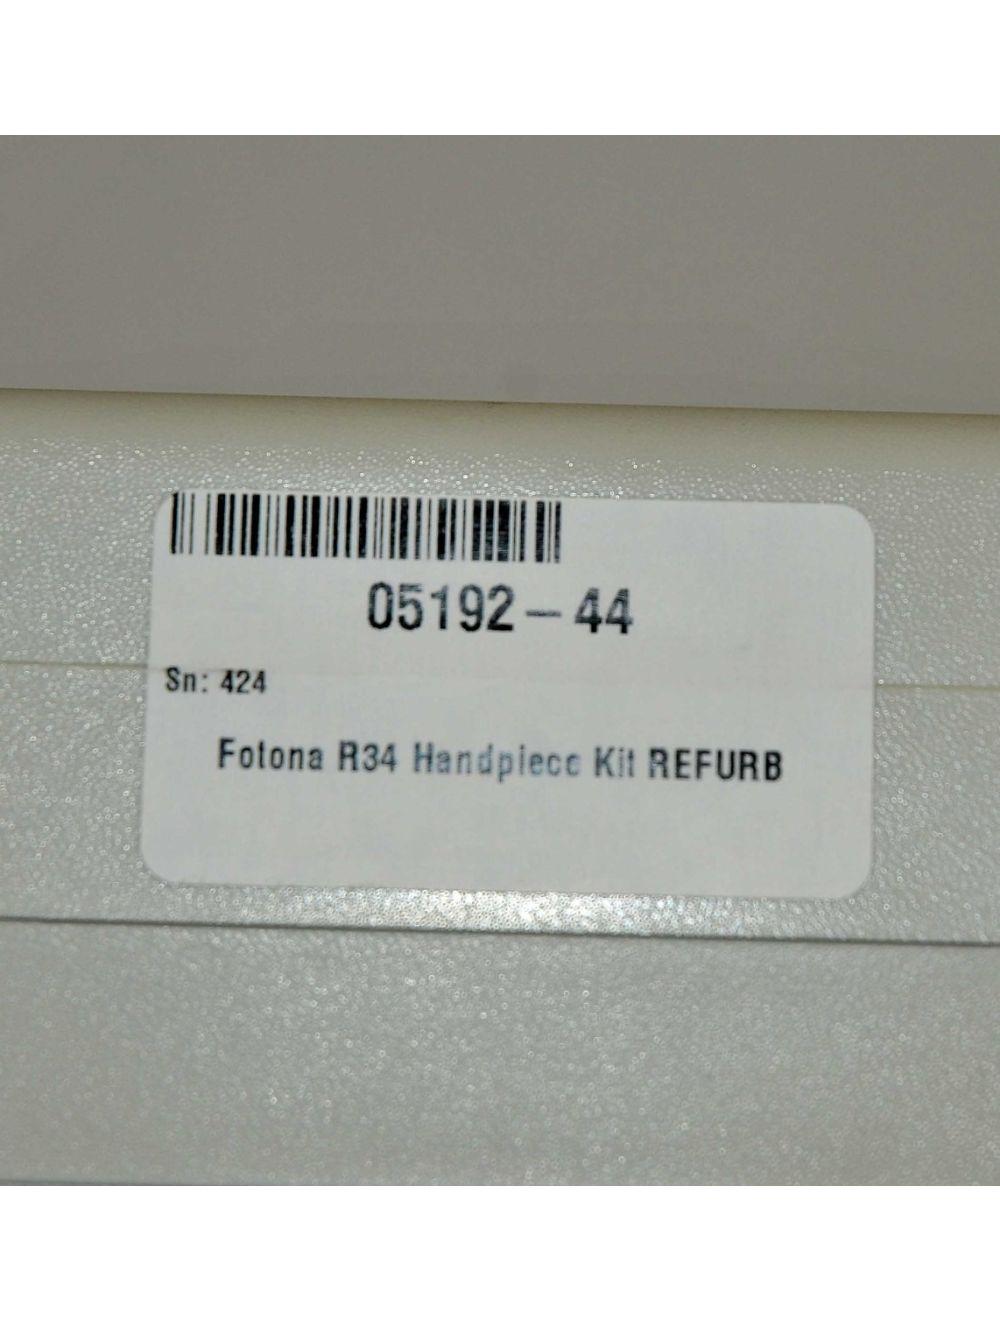 05192-44
Sn: 424
Fotona R34 Handpiece Kit REFURB